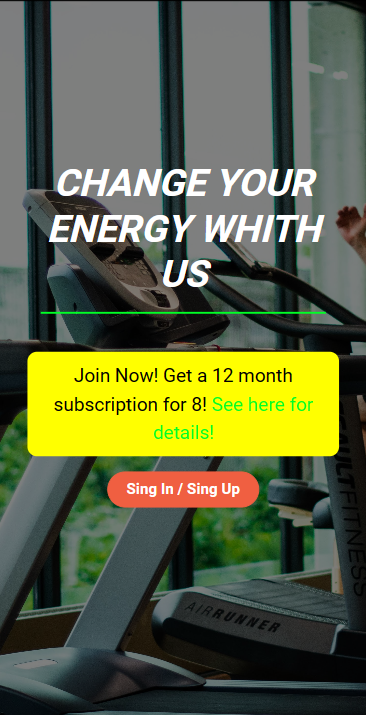 CHANGE YOUR
ENERGY WHITH
US
Join Now! Get a 12 month
subscription for 8! See here for
details!
Sing In / Sing Up
FITNESS
AIRRUNNER